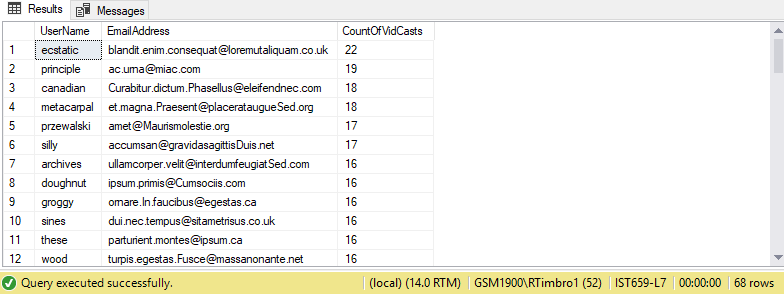 Results Messages
UserName EmailAddress CountOfVidCasts
1 ecstatic blandit.enim.consequat@loremutaliquam.co.uk 22
2 principle ac.urna@miac.com 19
3 canadian Curabitur.dictum.Phasellus@eleifendnec.com 18
4 metacarpal et.magna.Praesent@placerataugueSed.org 18
5 przewalski amet@Maurismolestie.org 17
6 silly accumsan@gravidasagittisDuis.net 17
7 archives ullamcorper.velit@interdumfeugiatSed.com 16
8 doughnut ipsum.primis@Cumsociis.com 16
9 groggy ornare.In.faucibus@egestas.ca 16
10 sines dui.nec.tempus@sitametrisus.co.uk 16
11 these parturient.montes@ipsum.ca 16
12 wood turpis.egestas.Fusce@massanonante.net 16
Query executed successfully. (local) (14.0 RTM) GSM1900\RTimbro1 (52) IST659-L7 00:00:00 68 rows